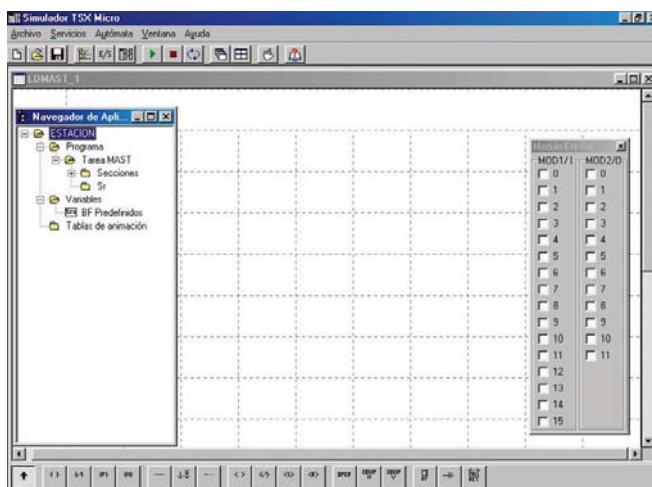 Simulador TSX Micro
Archivo Servicios Autómata Ventana Ayuda
E/S
LDMAST_1
Navegador de Apli...
ESTACION
Programa
Tarea MAST
Secciones
Sr
Variables
BF Predefinidos
Tablas de animación
MOD1/I MOD2/O
0 0
1 1
2 2
3 3
4 4
5 5
6 6
7 7
8 8
9 9
10 10
11 11
12
13
14
15